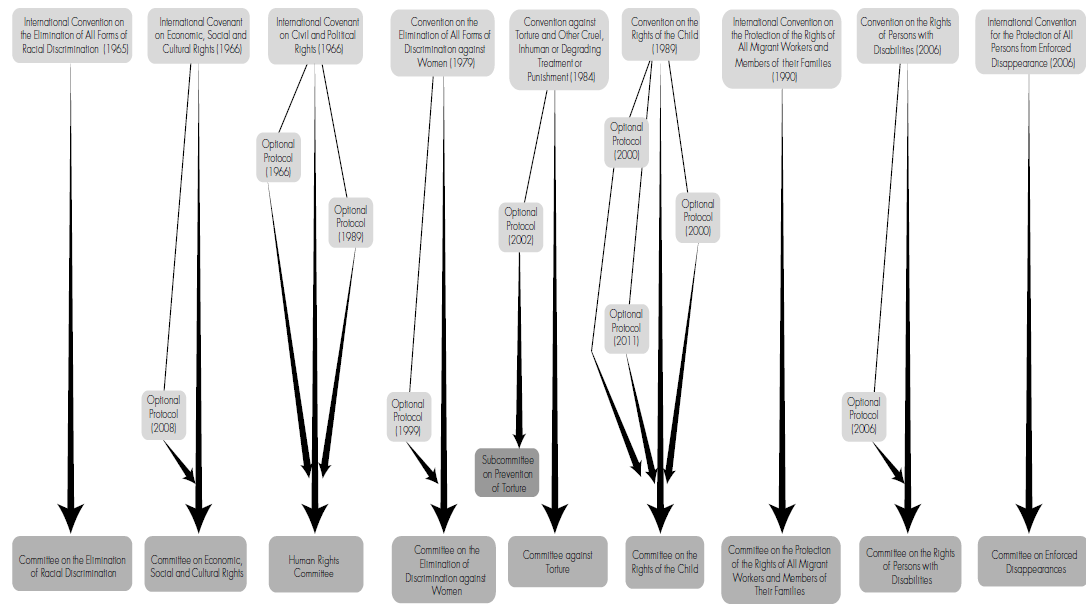 International Convention on
the Elimination of All Forms of
Racial Discrimination (1965)
International Covenant
on Economic, Social and
Cultural Rights (1966)
International Covenant
on Civil and Political
Rights (1966)
Convention on the
Elimination of All Forms of
Discrimination against
Women (1979)
Convention against
Torture and Other Cruel,
Inhuman or Degrading
Treatment or
Punishment (1984)
Convention on the
Rights of the Child
(1989)
International Convention on
the Protection of the Rights of
All Migrant Workers and
Members of their Families
(1990)
Convention on the Rights
of Persons with
Disabilities (2006)
International Convention
for the Protection of All
Persons from Enforced
Disappearance (2006)
Optional
Protocol
(1966)
Optional
Protocol
(1989)
Optional
Protocol
(2002)
Optional
Protocol
(2000)
Optional
Protocol
(2000)
Optional
Protocol
(2011)
Optional
Protocol
(2008)
Optional
Protocol
(1999)
Optional
Protocol
(2006)
Subcommittee
on Prevention
of Torture
Committee on the Elimination
of Racial Discrimination
Committee on Economic,
Social and Cultural Rights
Human Rights
Committee
Committee on the
Elimination of
Discrimination against
Women
Committee against
Torture
Committee on the
Rights of the Child
Committee on the Protection
of the Rights of All Migrant
Workers and Members of
Their Families
Committee on the Rights
of Persons with
Disabilities
Committee on Enforced
Disappearances